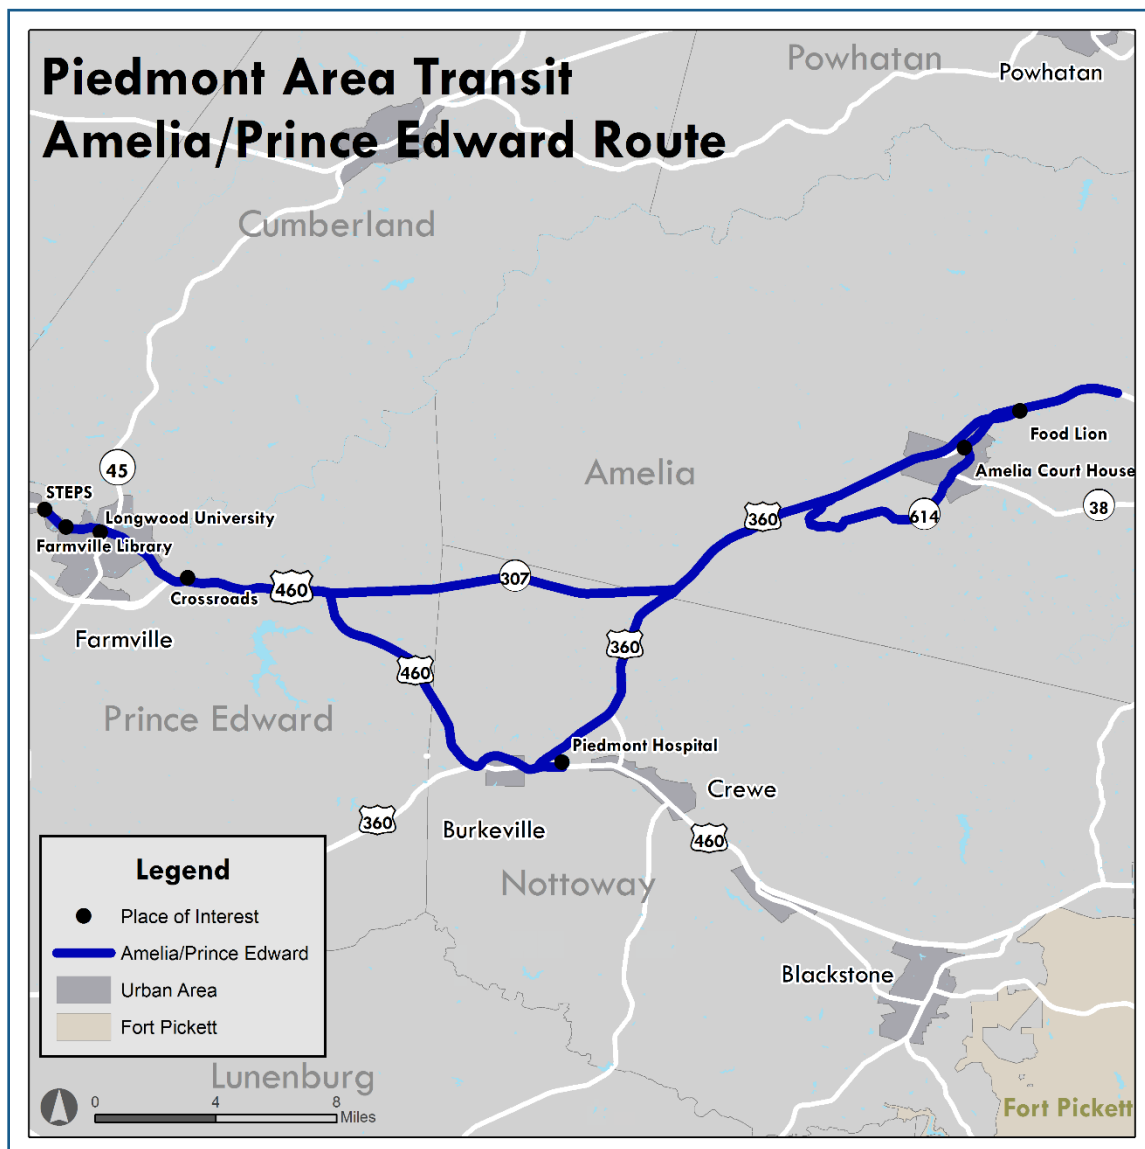 Piedmont Area Transit
Amelia/Prince Edward Route
Powhatan
Powhatan
Cumberland
Food Lion
Amelia
45
Amelia Court House
STEPS
38
Longwood University
360
614
Farmville Library
307
460
Crossroads
Farmville
360
460
Prince Edward
Piedmont Hospital
Crewe
360
Burkeville
460
Nottoway
Legend
Place of Interest
Amelia/Prince Edward
Urban Area
Fort Pickett
Blackstone
Lunenburg
0 4 8
Miles
Fort Pickett